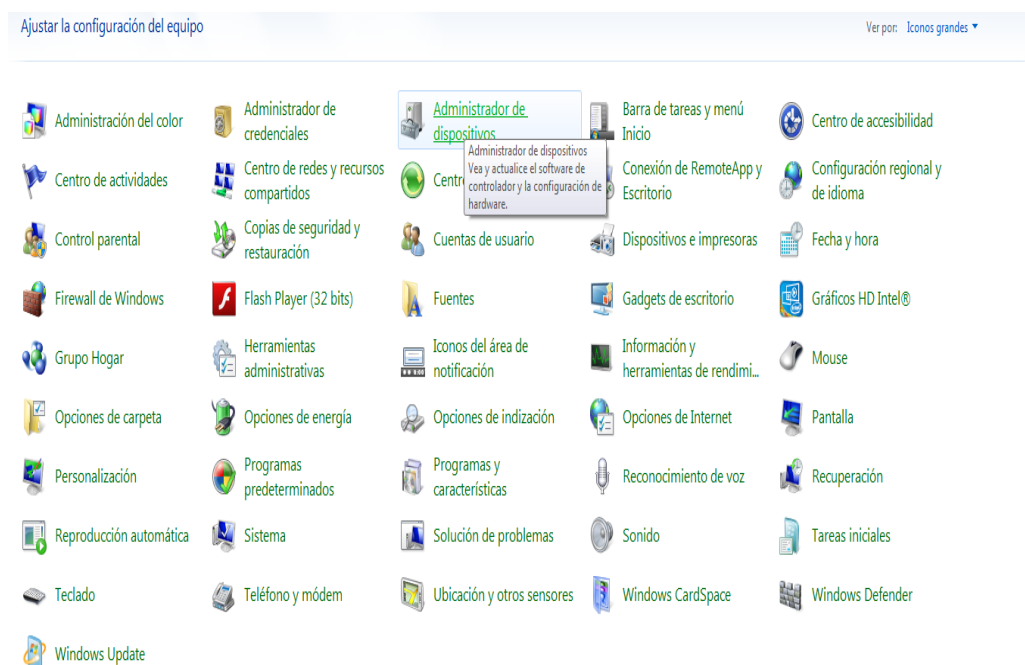 Ajustar la configuración del equipo
Ver por: Iconos grandes
Administración del color
Administrador de
credenciales
Administrador de
dispositivos
Barra de tareas y menú
Inicio
Centro de accesibilidad
Administrador de dispositivos
Vea y actualice el software de
controlador y la configuración de
hardware.
Centro de actividades
Centro de redes y recursos
compartidos
Conexión de RemoteApp y
Escritorio
Configuración regional y
de idioma
Control parental
Copias de seguridad y
restauración
Cuentas de usuario
Dispositivos e impresoras
Fecha y hora
Firewall de Windows
Flash Player (32 bits)
Fuentes
Gadgets de escritorio
Gráficos HD Intel®
Grupo Hogar
Herramientas
administrativas
Iconos del área de
notificación
Información y
herramientas de rendimi...
Mouse
Opciones de carpeta
Opciones de energía
Opciones de indización
Opciones de Internet
Pantalla
Personalización
Programas
predeterminados
Programas y
características
Reconocimiento de voz
Recuperación
Reproducción automática
Sistema
Solución de problemas
Sonido
Tareas iniciales
Teclado
Teléfono y módem
Ubicación y otros sensores
Windows CardSpace
Windows Defender
Windows Update